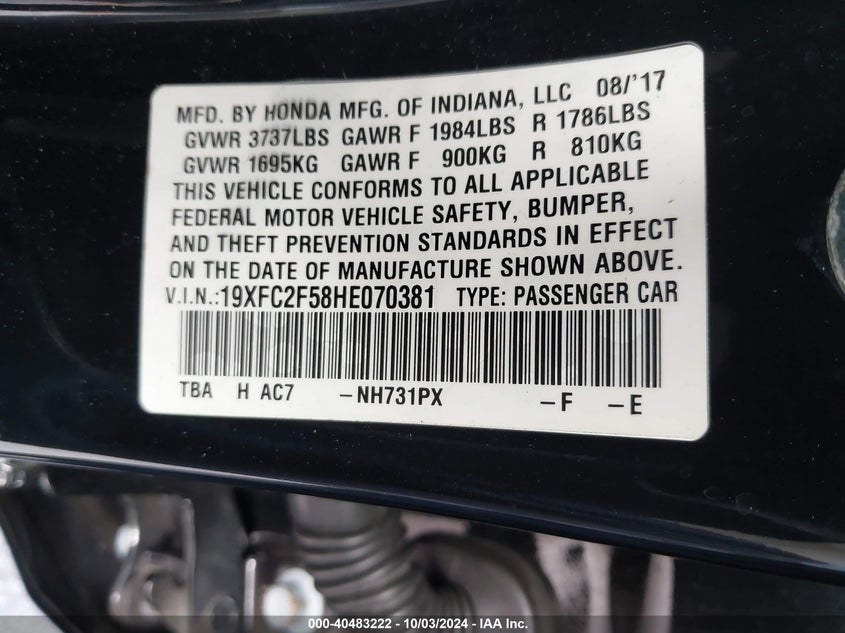 MFD. BY HONDA MFG. OF INDIANA, LLC 08/'17
GVWR 3737LBS GAWR F 1984LBS R 1786LBS
GVWR 1695KG GAWR F 900KG R 810KG
THIS VEHICLE CONFORMS TO ALL APPLICABLE
FEDERAL MOTOR VEHICLE SAFETY, BUMPER,
AND THEFT PREVENTION STANDARDS IN EFFECT
ON THE DATE OF MANUFACTURE SHOWN ABOVE.
V.I.N.:19XFC2F58HE070381 TYPE: PASSENGER CAR
TBA H AC7 -NH731PX -F -E
000-40483222 - 10/03/2024 - IAA Inc.